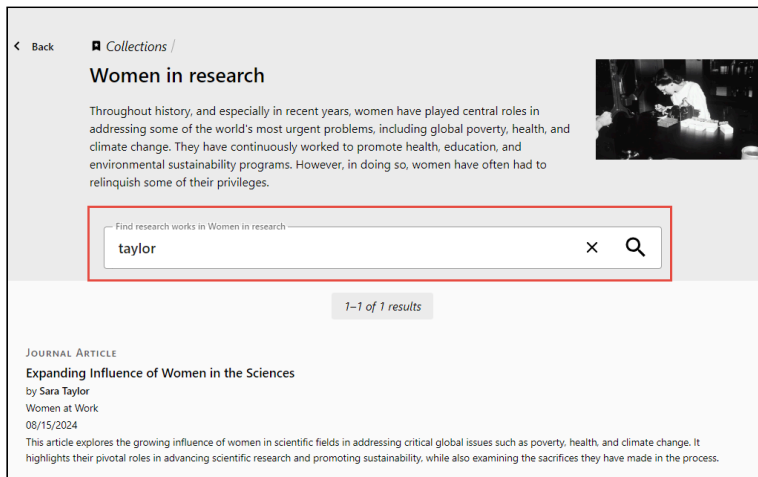 Back
Collections /
Women in research
Throughout history, and especially in recent years, women have played central roles in
addressing some of the world's most urgent problems, including global poverty, health, and
climate change. They have continuously worked to promote health, education, and
environmental sustainability programs. However, in doing so, women have often had to
relinquish some of their privileges.
Find research works in Women in research
taylor
1–1 of 1 results
Journal Article
Expanding Influence of Women in the Sciences
by Sara Taylor
Women at Work
08/15/2024
This article explores the growing influence of women in scientific fields in addressing critical global issues such as poverty, health, and climate change. It
highlights their pivotal roles in advancing scientific research and promoting sustainability, while also examining the sacrifices they have made in the process.